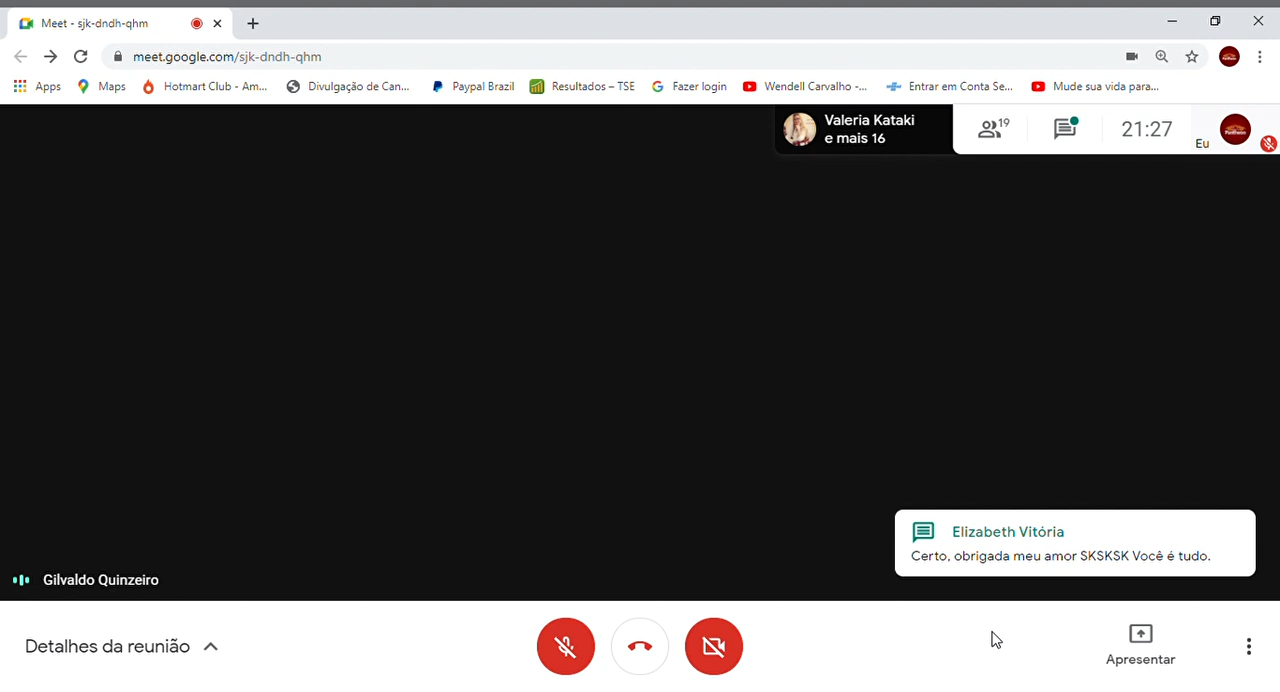 Meet - sjk-dndh-qhm
meet.google.com/sjk-dndh-qhm
Apps
Maps
Hotmart Club - Am...
Divulgação de Can...
Paypal Brazil
Resultados – TSE
Fazer login
Wendell Carvalho -...
Entrar em Conta Se...
Mude sua vida para...
Valeria Kataki
e mais 16
19
21:27
Eu
Elizabeth Vitória
Certo, obrigada meu amor SKSKSK Você é tudo.
Gilvaldo Quinzeiro
Detalhes da reunião
Apresentar